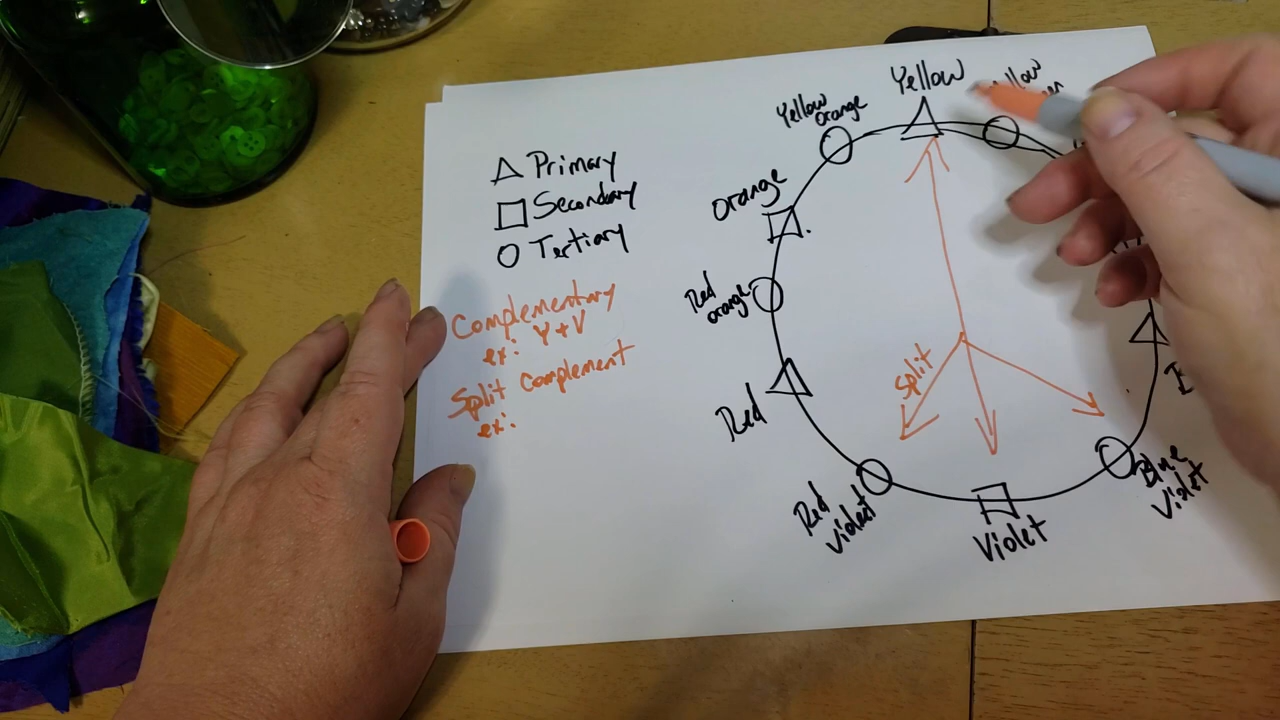 Primary
Secondary
Tertiary
Complementary
ex: Y + V
Split Complement
ex:
Yellow
Yellow
orange
Orange
Red
orange
Red
Red
violet
Violet
Blue
Violet
Split